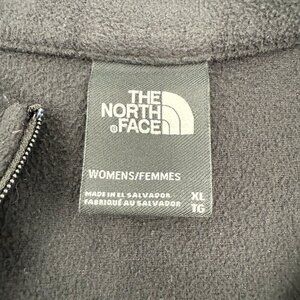 THE
NORTH
FACE
WOMENS/FEMMES
MADE IN EL SALVADOR XL
FABRIQUÉ AU SALVADOR TG